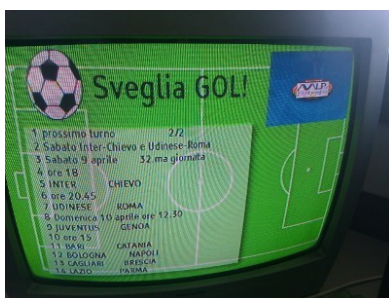 Sveglia GOL!
MLP
1 prossimo turno 2/2
2 Sabato Inter-Chievo e Udinese-Roma
3 Sabato 9 aprile 32.ma giornata
4 ore 18
5 INTER CHIEVO
6 ore 20.45
7 UDINESE ROMA
8 Domenica 10 aprile ore 12.30
9 JUVENTUS GENOA
10 ore 15
11 BARI CATANIA
12 BOLOGNA NAPOLI
13 CAGLIARI BRESCIA
14 LAZIO PARMA